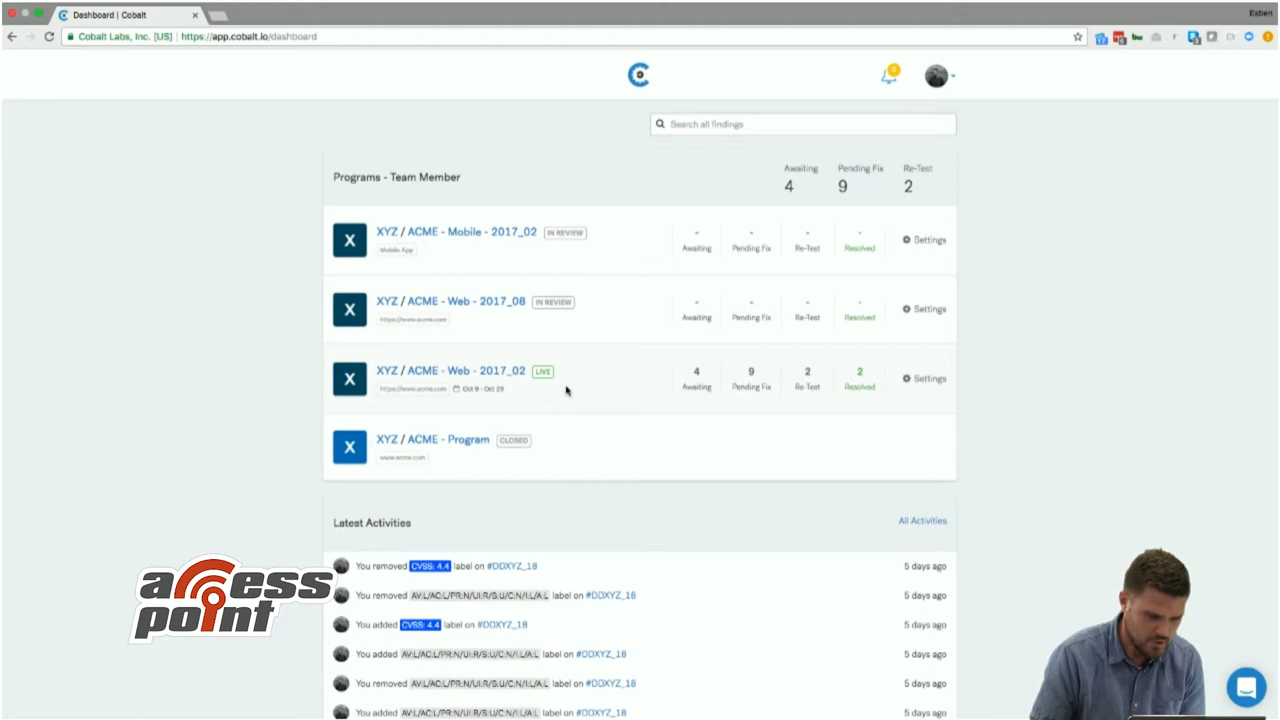 Dashboard | Cobalt
Esben
Cobalt Labs, Inc. [US] https://app.cobalt.io/dashboard
Search all findings
Programs - Team Member
Awaiting Pending Fix Re-Test
4 9 2
XYZ / ACME - Mobile - 2017_02 IN REVIEW
Mobile App
- - - -
Awaiting Pending Fix Re-Test Resolved
Settings
XYZ / ACME - Web - 2017_08 IN REVIEW
https://www.acme.com
- - - -
Awaiting Pending Fix Re-Test Resolved
Settings
XYZ / ACME - Web - 2017_02 LIVE
https://www.acme.com Oct 9 - Oct 29
4 9 2 2
Awaiting Pending Fix Re-Test Resolved
Settings
XYZ / ACME - Program CLOSED
www.acme.com
X
X
X
X
Latest Activities All Activities
You removed CVSS: 4.4 label on #DDXYZ_18 5 days ago
You removed AV:L/AC:L/PR:N/UI:R/S:U/C:N/I:L/A:L label on #DDXYZ_18 5 days ago
You added CVSS: 4.4 label on #DDXYZ_18 5 days ago
You added AV:L/AC:L/PR:N/UI:R/S:U/C:N/I:L/A:L label on #DDXYZ_18 5 days ago
You removed AV:L/AC:L/PR:N/UI:R/S:U/C:N/I:L/A:L label on #DDXYZ_18 5 days ago
You added AV:L/AC:L/PR:N/UI:R/S:U/C:N/I:L/A:L label on #DDXYZ_18 5 days ago
access
point